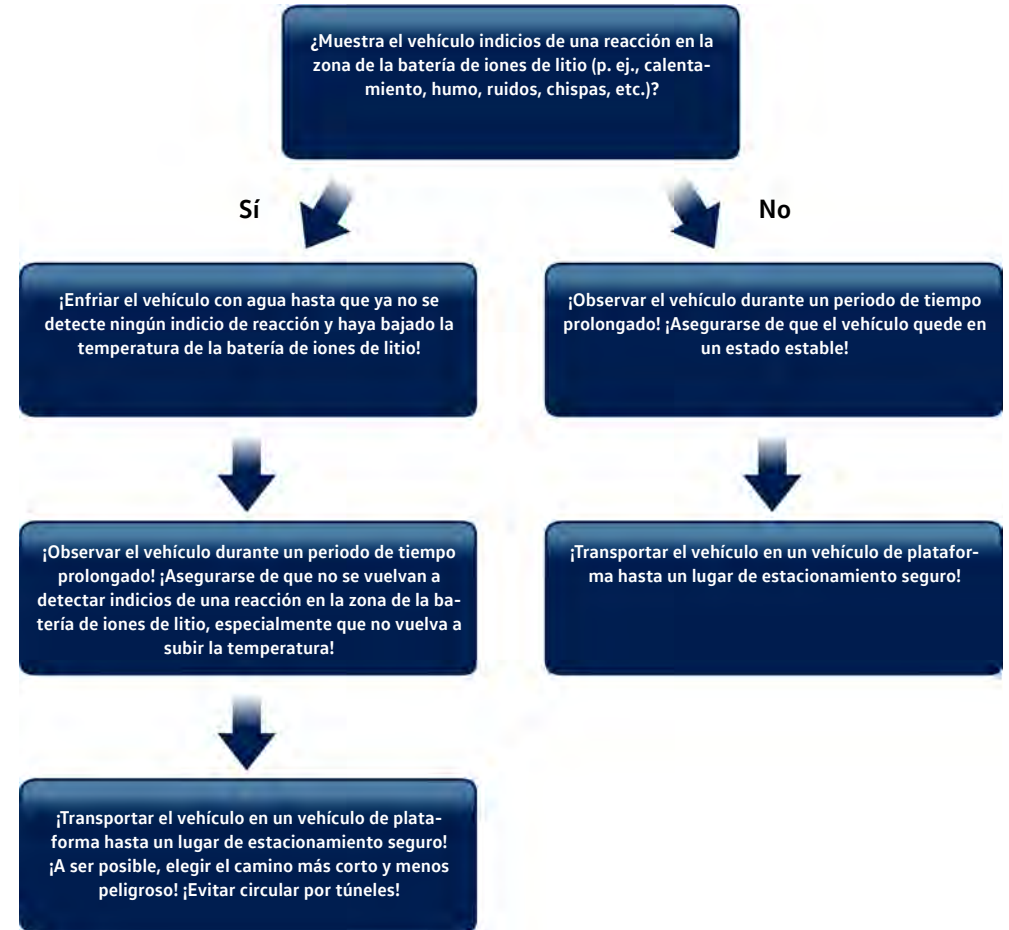 ¿Muestra el vehículo indicios de una reacción en la
zona de la batería de iones de litio (p. ej., calenta-
miento, humo, ruidos, chispas, etc.)?
Sí
No
¡Enfriar el vehículo con agua hasta que ya no se
detecte ningún indicio de reacción y haya bajado la
temperatura de la batería de iones de litio!
¡Observar el vehículo durante un periodo de tiempo
prolongado! ¡Asegurarse de que el vehículo quede en
un estado estable!
¡Observar el vehículo durante un periodo de tiempo
prolongado! ¡Asegurarse de que no se vuelvan a
detectar indicios de una reacción en la zona de la ba-
tería de iones de litio, especialmente que no vuelva a
subir la temperatura!
¡Transportar el vehículo en un vehículo de platafor-
ma hasta un lugar de estacionamiento seguro!
¡Transportar el vehículo en un vehículo de plata-
forma hasta un lugar de estacionamiento seguro!
¡A ser posible, elegir el camino más corto y menos
peligroso! ¡Evitar circular por túneles!